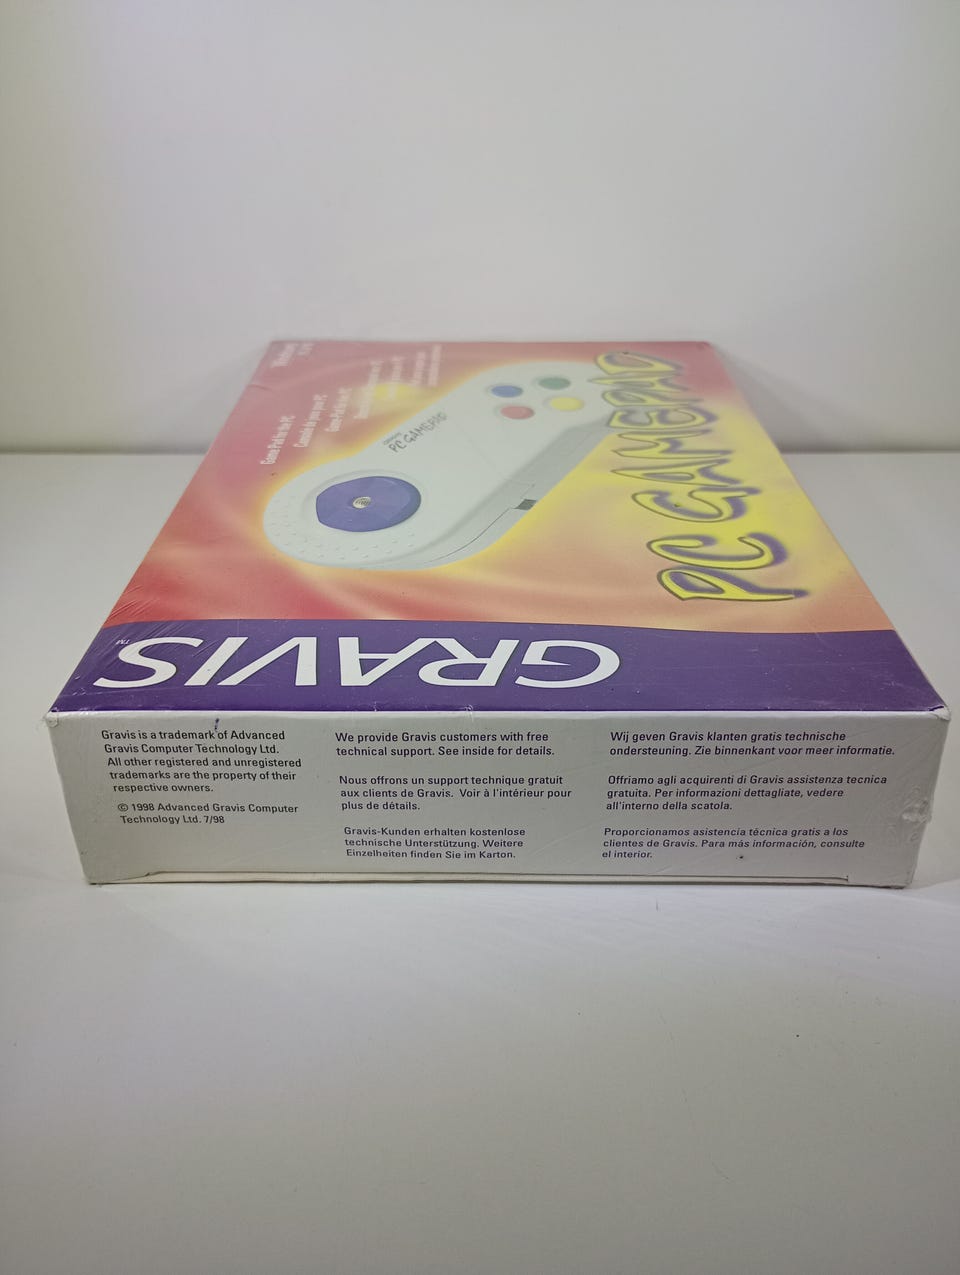 Game Pad for the PC
PC GAMEPAD
PC GAMEPAD
GRAVIS™
Gravis is a trademark of Advanced
Gravis Computer Technology Ltd.
All other registered and unregistered
trademarks are the property of their
respective owners.
© 1998 Advanced Gravis Computer
Technology Ltd. 7/98
We provide Gravis customers with free
technical support. See inside for details.
Nous offrons un support technique gratuit
aux clients de Gravis. Voir à l'intérieur pour
plus de détails.
Gravis-Kunden erhalten kostenlose
technische Unterstützung. Weitere
Einzelheiten finden Sie im Karton.
Wij geven Gravis klanten gratis technische
ondersteuning. Zie binnenkant voor meer informatie.
Offriamo agli acquirenti di Gravis assistenza tecnica
gratuita. Per informazioni dettagliate, vedere
all'interno della scatola.
Proporcionamos asistencia técnica gratis a los
clientes de Gravis. Para más información, consulte
el interior.